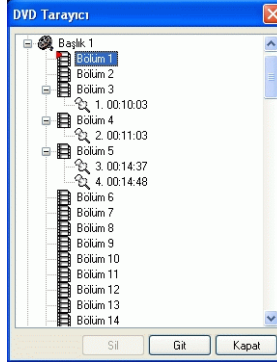 DVD Tarayıcı
Başlık 1
Bölüm 1
Bölüm 2
Bölüm 3
1. 00:10:03
Bölüm 4
2. 00:11:03
Bölüm 5
3. 00:14:37
4. 00:14:48
Bölüm 6
Bölüm 7
Bölüm 8
Bölüm 9
Bölüm 10
Bölüm 11
Bölüm 12
Bölüm 13
Bölüm 14
Sil Git Kapat